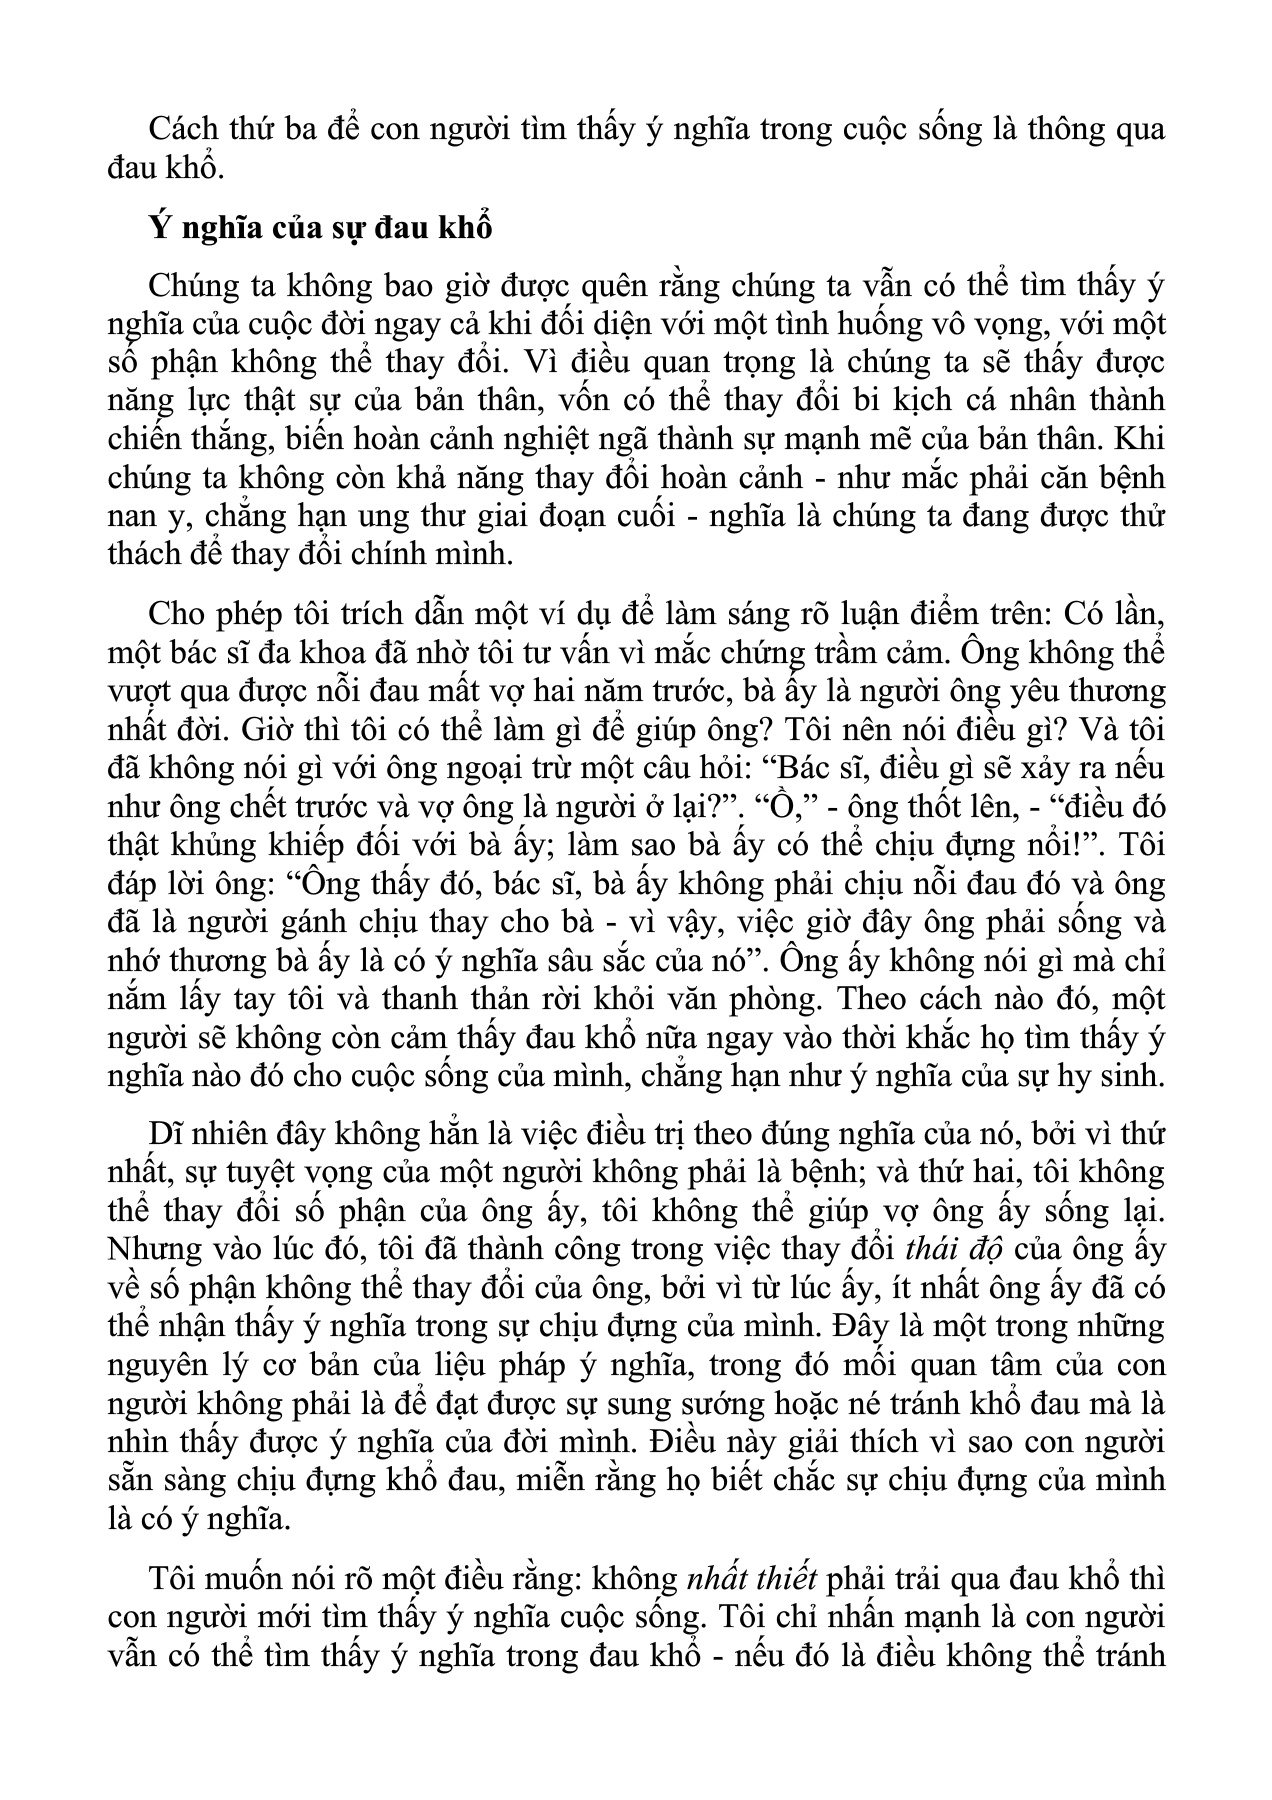 Cách thứ ba để con người tìm thấy ý nghĩa trong cuộc sống là thông qua
đau khổ.
Ý nghĩa của sự đau khổ
Chúng ta không bao giờ được quên rằng chúng ta vẫn có thể tìm thấy ý
nghĩa của cuộc đời ngay cả khi đối diện với một tình huống vô vọng, với một
số phận không thể thay đổi. Vì điều quan trọng là chúng ta sẽ thấy được
năng lực thật sự của bản thân, vốn có thể thay đổi bi kịch cá nhân thành
chiến thắng, biến hoàn cảnh nghiệt ngã thành sự mạnh mẽ của bản thân. Khi
chúng ta không còn khả năng thay đổi hoàn cảnh - như mắc phải căn bệnh
nan y, chẳng hạn ung thư giai đoạn cuối - nghĩa là chúng ta đang được thử
thách để thay đổi chính mình.
Cho phép tôi trích dẫn một ví dụ để làm sáng rõ luận điểm trên: Có lần,
một bác sĩ đa khoa đã nhờ tôi tư vấn vì mắc chứng trầm cảm. Ông không thể
vượt qua được nỗi đau mất vợ hai năm trước, bà ấy là người ông yêu thương
nhất đời. Giờ thì tôi có thể làm gì để giúp ông? Tôi nên nói điều gì? Và tôi
đã không nói gì với ông ngoại trừ một câu hỏi: “Bác sĩ, điều gì sẽ xảy ra nếu
như ông chết trước và vợ ông là người ở lại?”. “Ồ,” - ông thốt lên, - “điều đó
thật khủng khiếp đối với bà ấy; làm sao bà ấy có thể chịu đựng nổi!”. Tôi
đáp lời ông: “Ông thấy đó, bác sĩ, bà ấy không phải chịu nỗi đau đó và ông
đã là người gánh chịu thay cho bà - vì vậy, việc giờ đây ông phải sống và
nhớ thương bà ấy là có ý nghĩa sâu sắc của nó”. Ông ấy không nói gì mà chỉ
nắm lấy tay tôi và thanh thản rời khỏi văn phòng. Theo cách nào đó, một
người sẽ không còn cảm thấy đau khổ nữa ngay vào thời khắc họ tìm thấy ý
nghĩa nào đó cho cuộc sống của mình, chẳng hạn như ý nghĩa của sự hy sinh.
Dĩ nhiên đây không hẳn là việc điều trị theo đúng nghĩa của nó, bởi vì thứ
nhất, sự tuyệt vọng của một người không phải là bệnh; và thứ hai, tôi không
thể thay đổi số phận của ông ấy, tôi không thể giúp vợ ông ấy sống lại.
Nhưng vào lúc đó, tôi đã thành công trong việc thay đổi thái độ của ông ấy
về số phận không thể thay đổi của ông, bởi vì từ lúc ấy, ít nhất ông ấy đã có
thể nhận thấy ý nghĩa trong sự chịu đựng của mình. Đây là một trong những
nguyên lý cơ bản của liệu pháp ý nghĩa, trong đó mối quan tâm của con
người không phải là để đạt được sự sung sướng hoặc né tránh khổ đau mà là
nhìn thấy được ý nghĩa của đời mình. Điều này giải thích vì sao con người
sẵn sàng chịu đựng khổ đau, miễn rằng họ biết chắc sự chịu đựng của mình
là có ý nghĩa.
Tôi muốn nói rõ một điều rằng: không nhất thiết phải trải qua đau khổ thì
con người mới tìm thấy ý nghĩa cuộc sống. Tôi chỉ nhấn mạnh là con người
vẫn có thể tìm thấy ý nghĩa trong đau khổ - nếu đó là điều không thể tránh